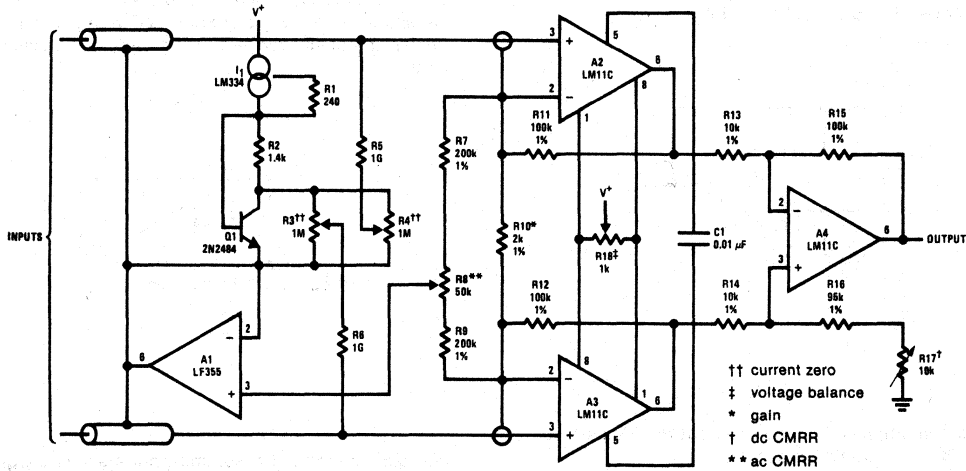 V+
I1
LM334
R1
240
R2
1.4k
R5
1G
R3††
1M
R4††
1M
Q1
2N2484
INPUTS
A1
LF355
2
3
6
R6
1G
R7
200k
1%
R8**
50k
R9
200k
1%
R10*
2k
1%
R11
100k
1%
R12
100k
1%
3
2
5
6
8
1
A2
LM11C
V+
R18‡
1k
C1
0.01 μF
2
3
8
1
6
5
A3
LM11C
R13
10k
1%
R15
100k
1%
R14
10k
1%
R16
96k
1%
2
3
6
A4
LM11C
OUTPUT
R17†
10k
†† current zero
‡ voltage balance
* gain
† dc CMRR
** ac CMRR